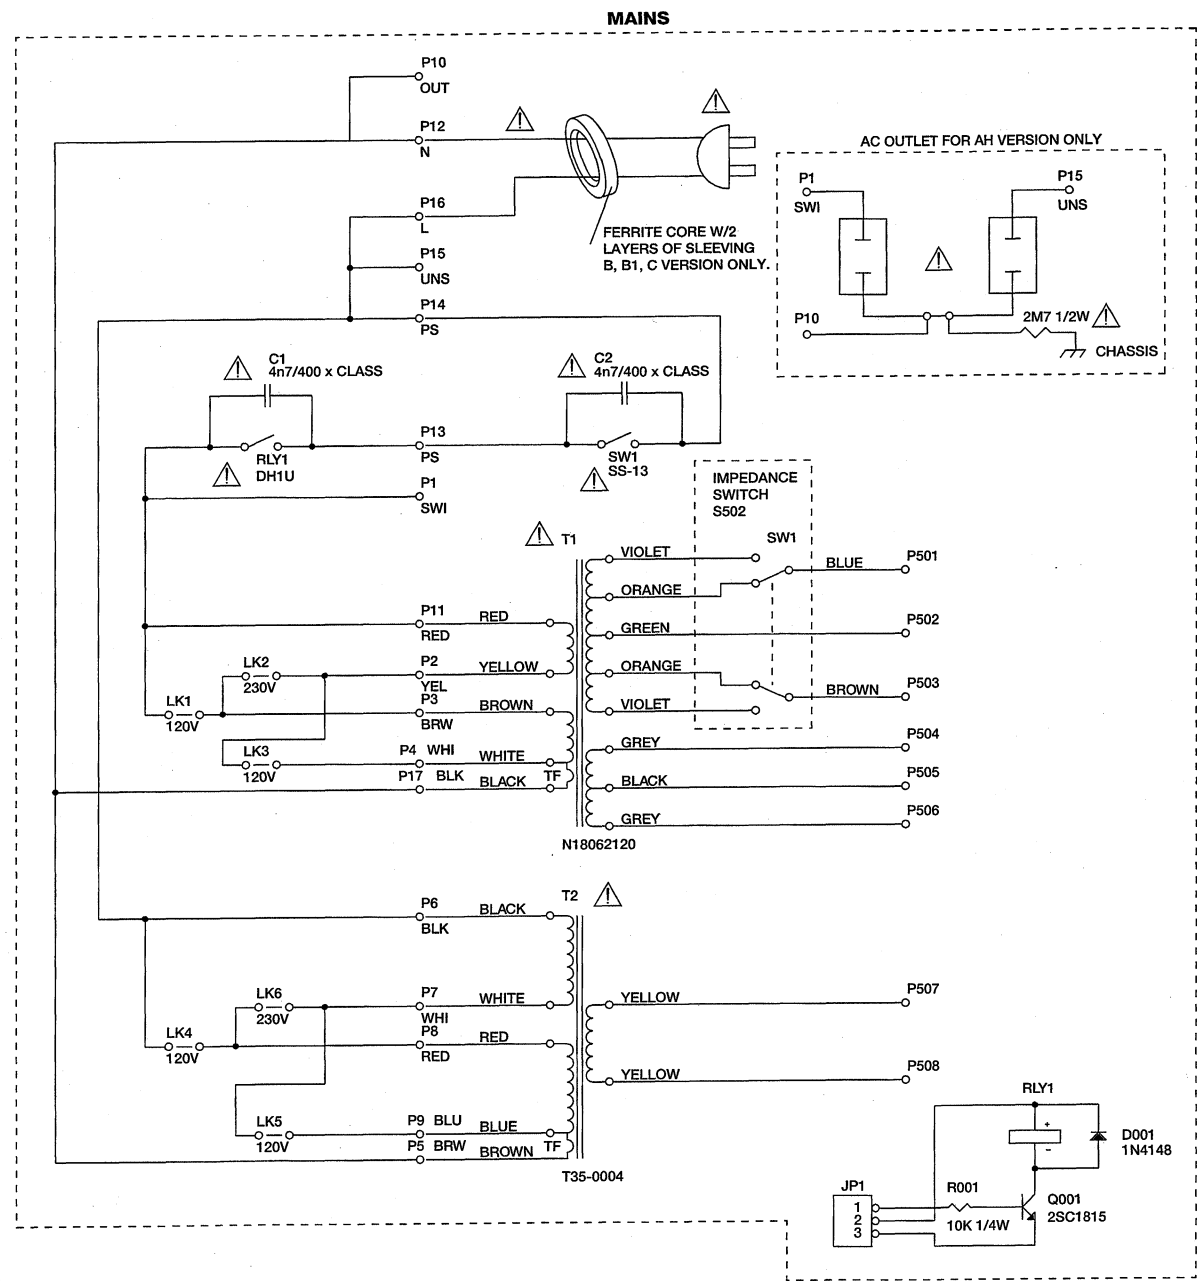 MAINS
P10
OUT
P12
N
P16
L
P15
UNS
P14
PS
FERRITE CORE W/2
LAYERS OF SLEEVING
B, B1, C VERSION ONLY.
AC OUTLET FOR AH VERSION ONLY
P1
SWI
P15
UNS
P10
2M7 1/2W
CHASSIS
C1
4n7/400 x CLASS
C2
4n7/400 x CLASS
RLY1
DH1U
P13
PS
SW1
SS-13
P1
SWI
IMPEDANCE
SWITCH
S502
SW1
T1
VIOLET
ORANGE
GREEN
ORANGE
VIOLET
GREY
BLACK
GREY
BLUE
BROWN
P501
P502
P503
P504
P505
P506
P11
RED
RED
P2
YEL
YELLOW
P3
BRW
BROWN
LK2
230V
LK1
120V
LK3
120V
P4 WHI
WHITE
P17 BLK
BLACK
TF
N18062120
T2
P6
BLK
BLACK
P7
WHI
WHITE
P8
RED
RED
LK6
230V
LK4
120V
LK5
120V
P9 BLU
BLUE
P5 BRW
BROWN
TF
T35-0004
YELLOW
P507
YELLOW
P508
RLY1
+
-
D001
1N4148
JP1
1
2
3
R001
10K 1/4W
Q001
2SC1815